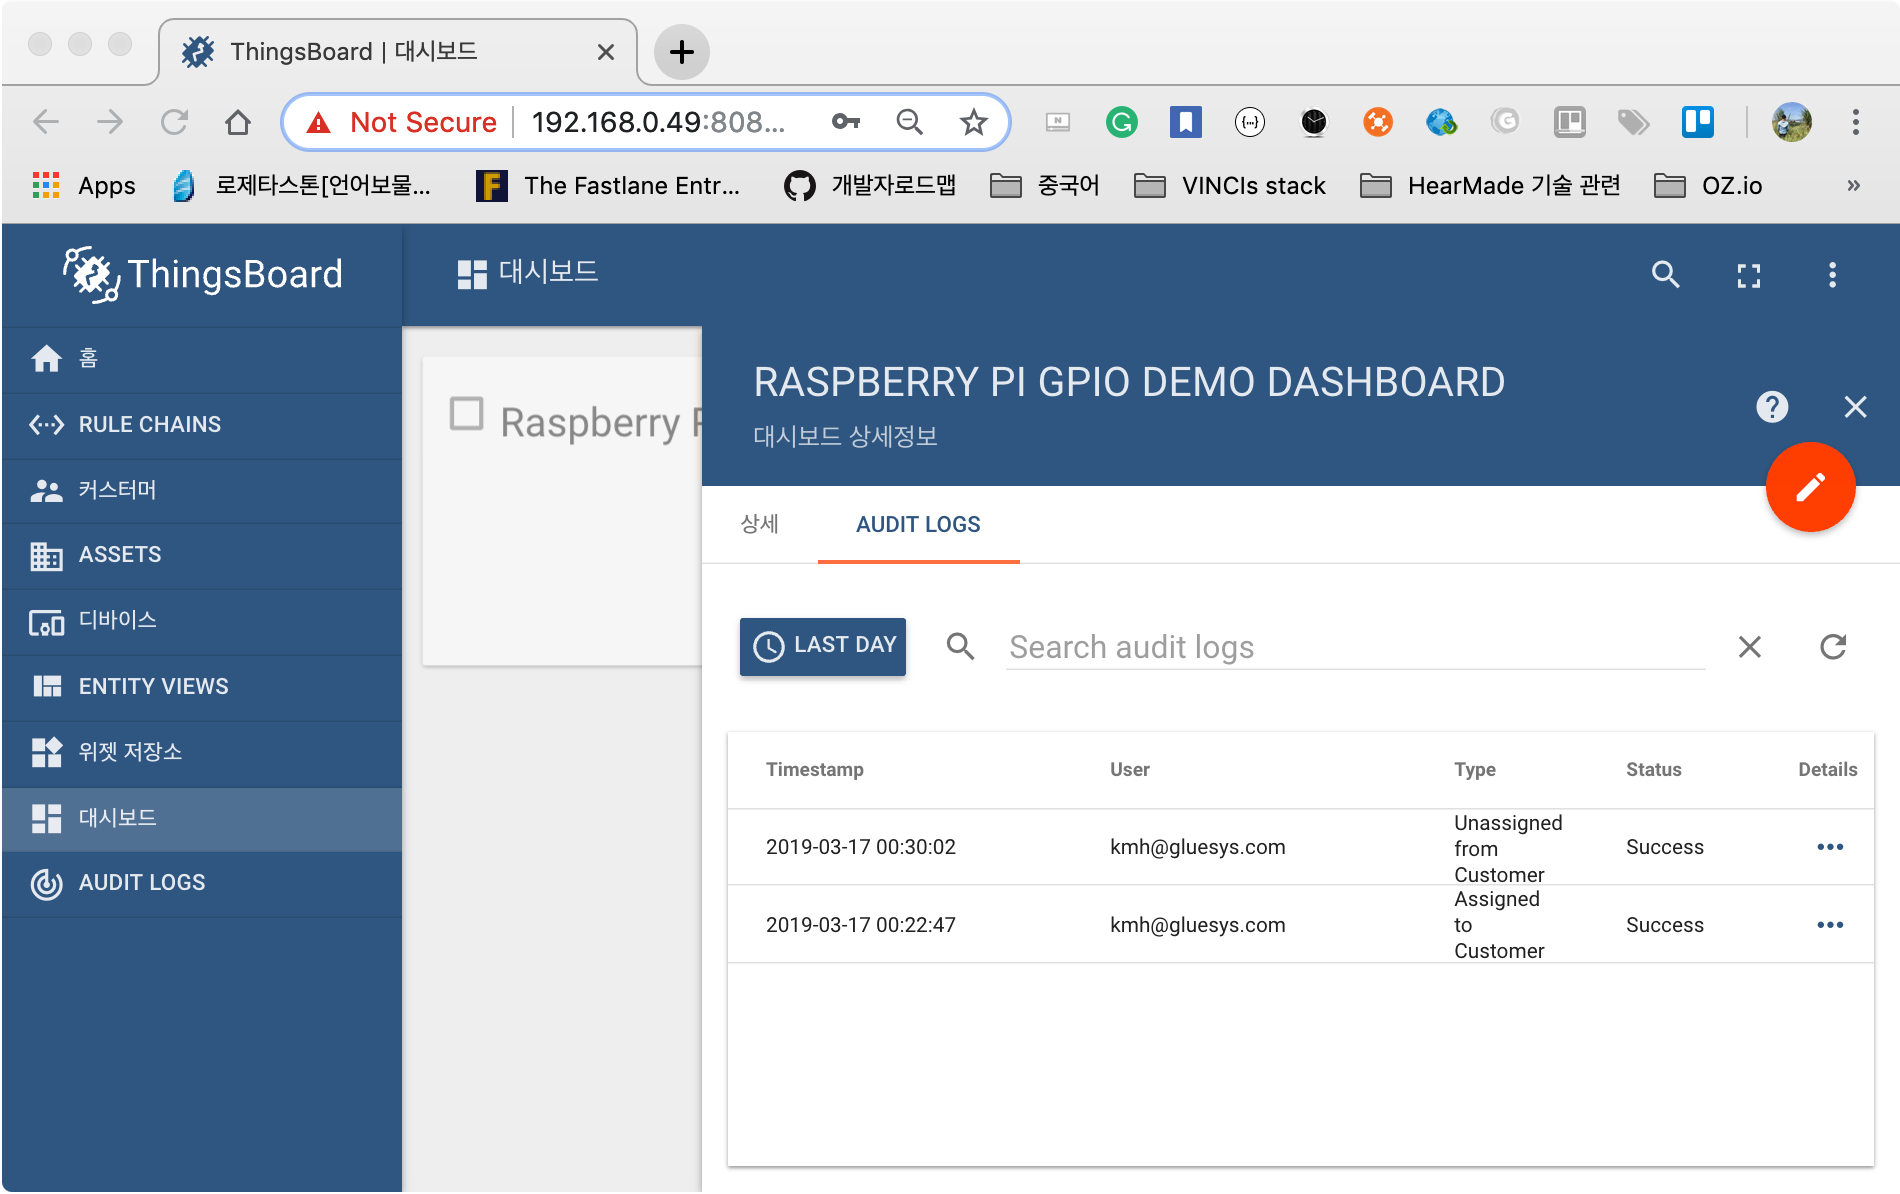 ThingsBoard | 대시보드
Not Secure
192.168.0.49:808...
Apps
로제타스톤[언어보물...
The Fastlane Entr...
개발자로드맵
중국어
VINCIs stack
HearMade 기술 관련
OZ.io
»
ThingsBoard
대시보드
홈
RULE CHAINS
커스터머
ASSETS
디바이스
ENTITY VIEWS
위젯 저장소
대시보드
AUDIT LOGS
Raspberry
RASPBERRY PI GPIO DEMO DASHBOARD
대시보드 상세정보
상세
AUDIT LOGS
LAST DAY
Search audit logs
Timestamp User Type Status Details
2019-03-17 00:30:02 kmh@gluesys.com Unassigned from Customer Success
2019-03-17 00:22:47 kmh@gluesys.com Assigned to Customer Success